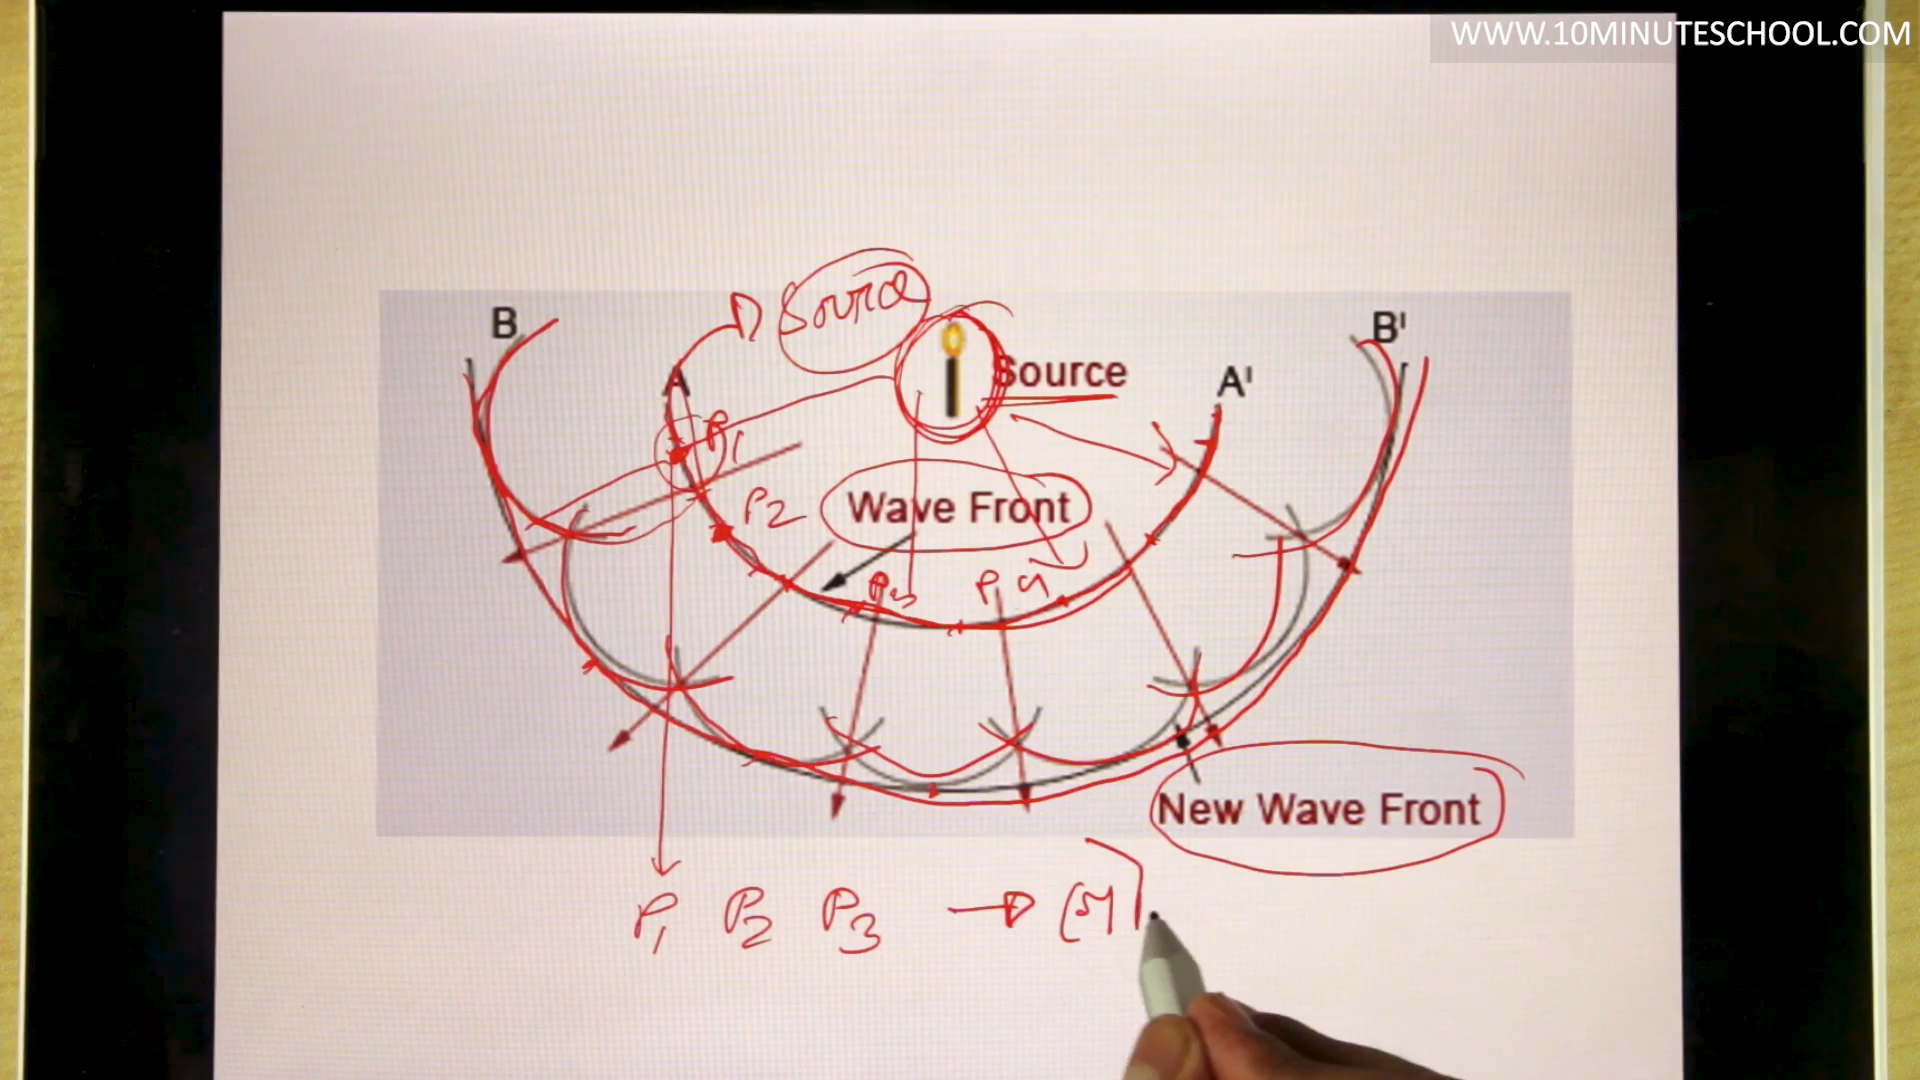 WWW.10MINUTESCHOOL.COM
Source
B
B'
A
Source
A'
P1
P2
Wave Front
P3
P4
New Wave Front
P1 P2 P3